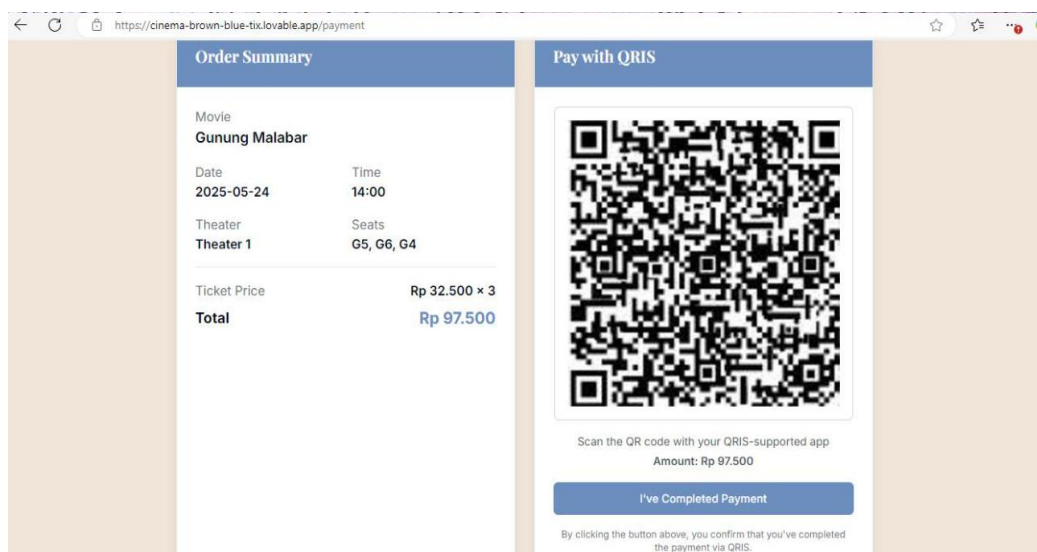 https://cinema-brown-blue-tix.lovable.app/payment
Order Summary
Movie
Gunung Malabar
Date Time
2025-05-24 14:00
Theater Seats
Theater 1 G5, G6, G4
Ticket Price Rp 32.500 × 3
Total Rp 97.500
Pay with QRIS
Scan the QR code with your QRIS-supported app
Amount: Rp 97.500
I've Completed Payment
By clicking the button above, you confirm that you've completed
the payment via QRIS.